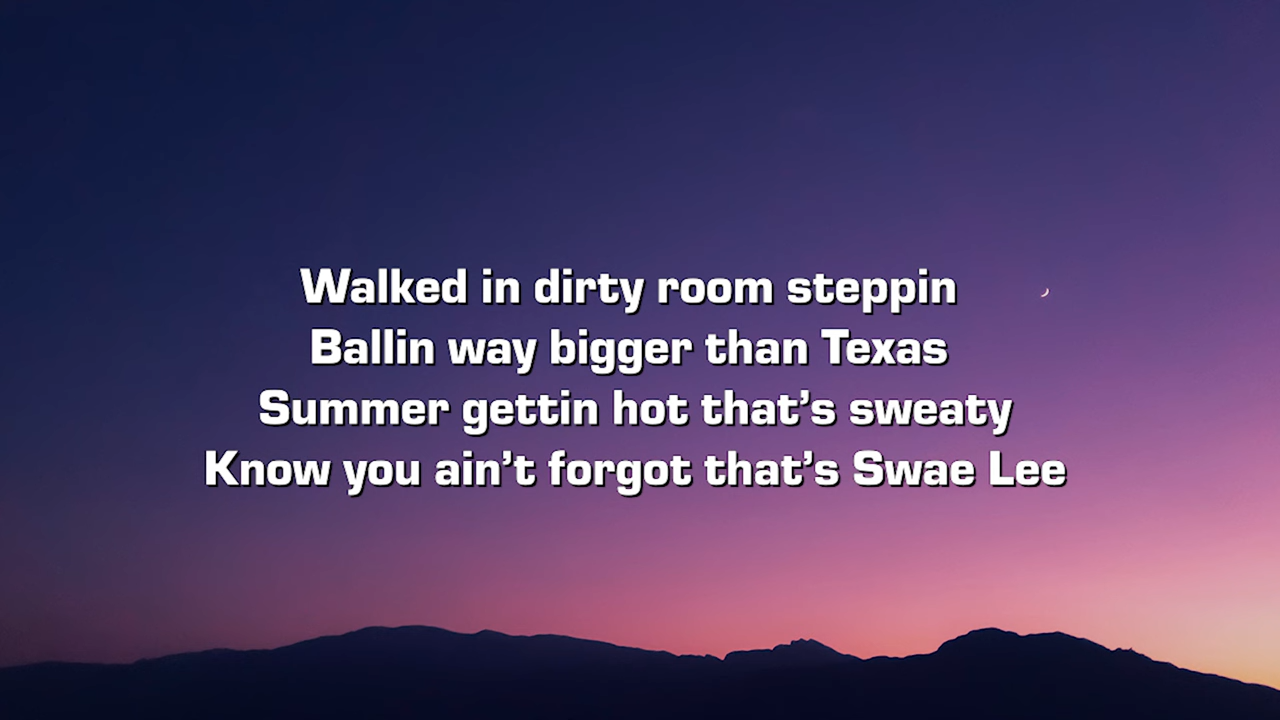 Walked in dirty room steppin
Ballin way bigger than Texas
Summer gettin hot that’s sweaty
Know you ain’t forgot that’s Swae Lee